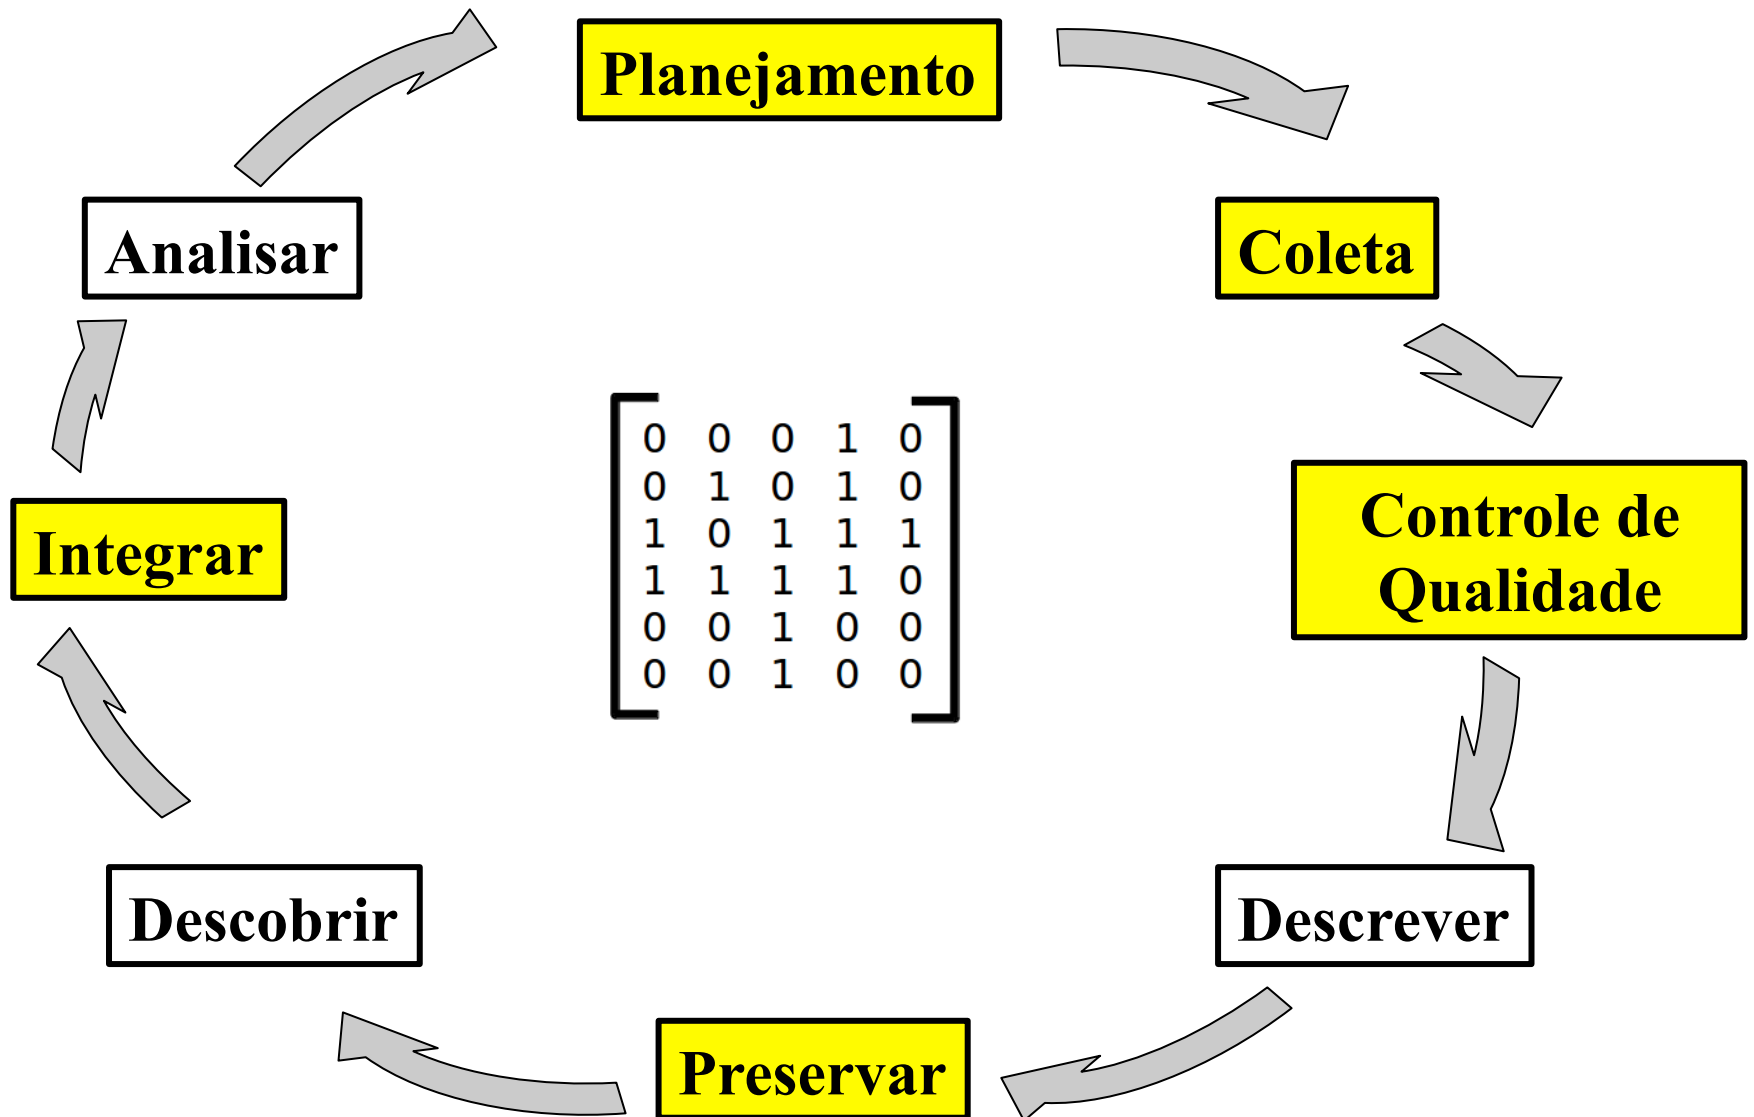 Planejamento
Analisar
Coleta
0 0 0 1 0
0 1 0 1 0
1 0 1 1 1
1 1 1 1 0
0 0 1 0 0
0 0 1 0 0
Controle de
Qualidade
Integrar
Descobrir
Descrever
Preservar